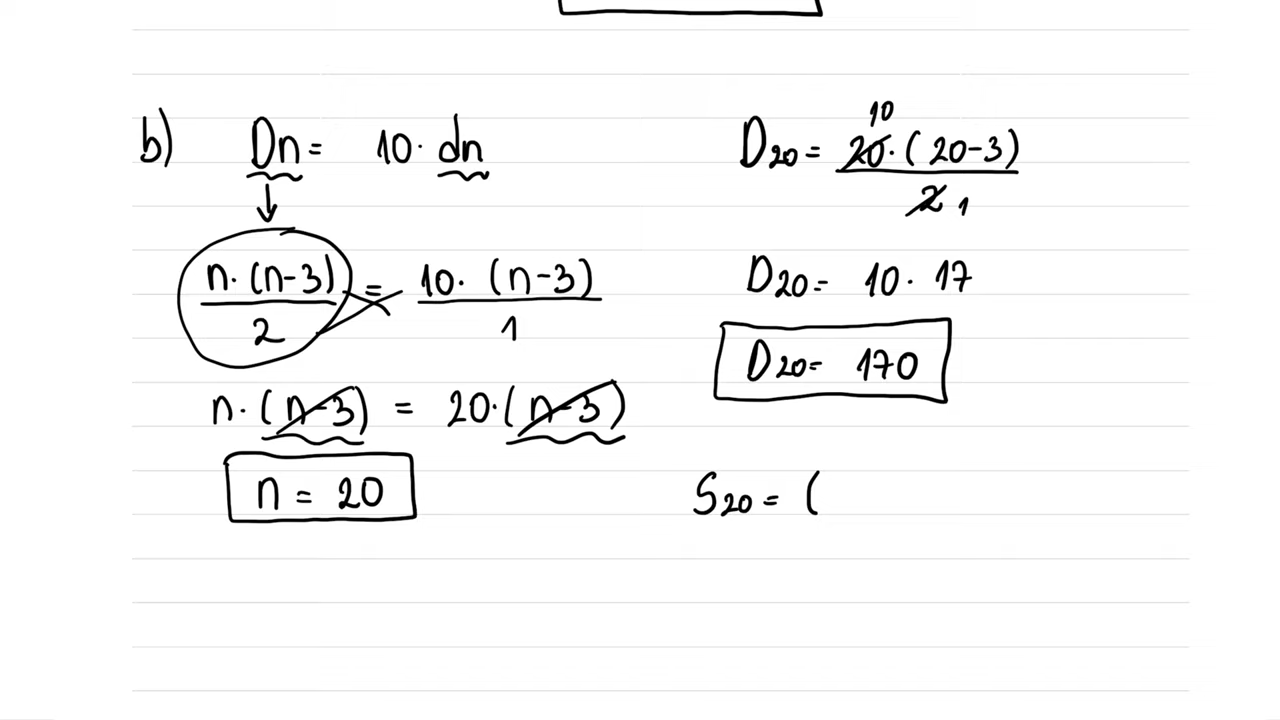 b) Dn = 10 · dn
n · (n-3) / 2 = 10 · (n-3) / 1
n · (n-3) = 20 · (n-3)
n = 20
10
D20 = 20 · (20-3) / 2 1
D20 = 10 · 17
D20 = 170
S20 = (